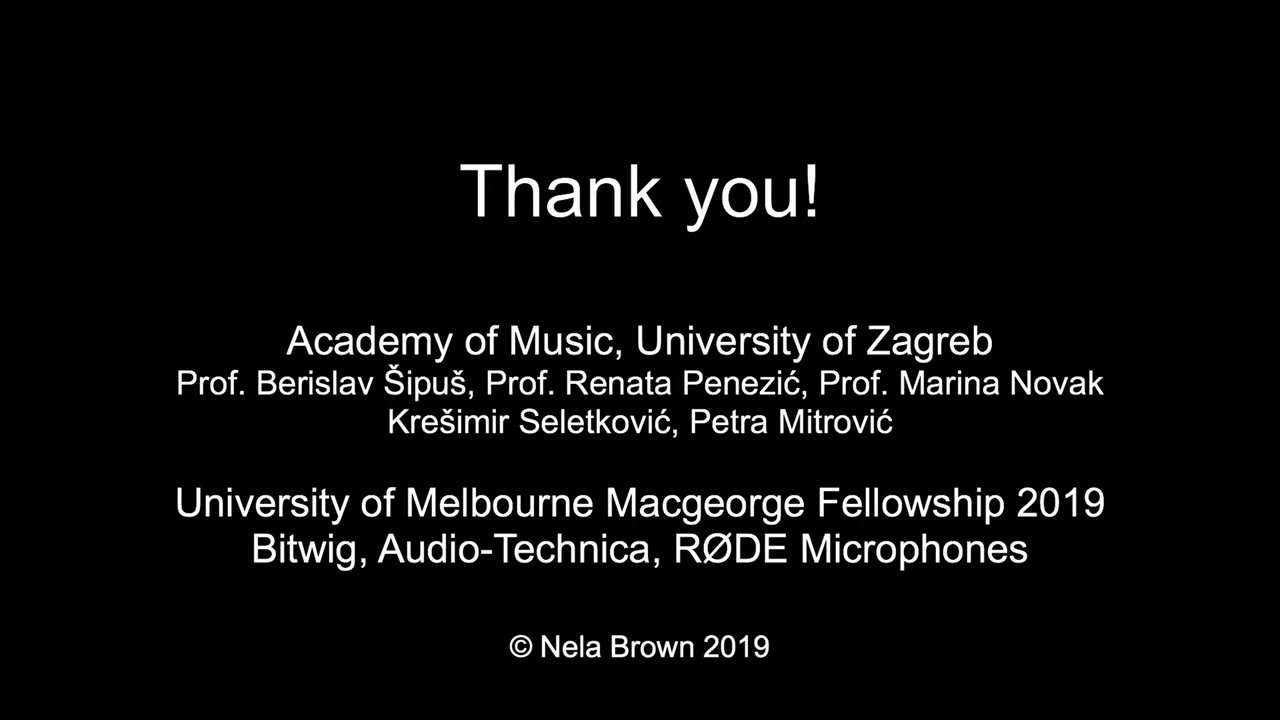 Thank you!
Academy of Music, University of Zagreb
Prof. Berislav Šipuš, Prof. Renata Penezić, Prof. Marina Novak
Krešimir Seletković, Petra Mitrović
University of Melbourne Macgeorge Fellowship 2019
Bitwig, Audio-Technica, RØDE Microphones
© Nela Brown 2019